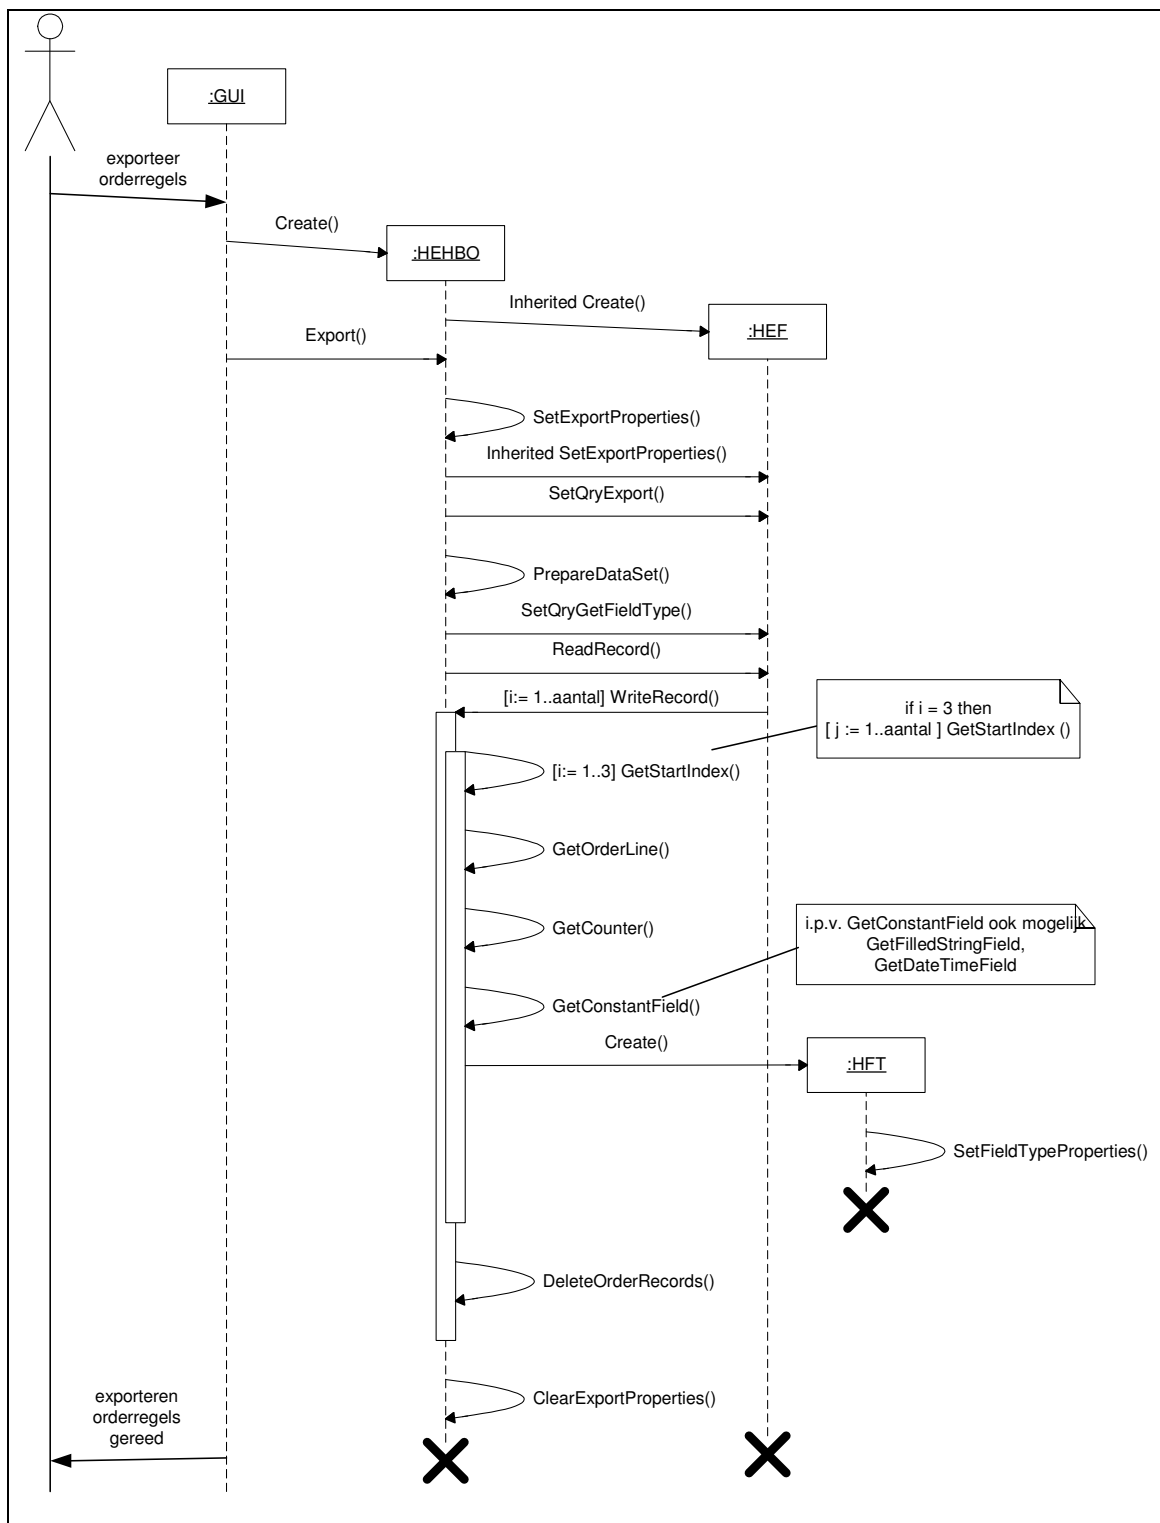 :GUI
exporteer
orderregels
Create()
:HEHBO
Inherited Create()
:HEF
Export()
SetExportProperties()
Inherited SetExportProperties()
SetQryExport()
PrepareDataSet()
SetQryGetFieldType()
ReadRecord()
[i:= 1..aantal] WriteRecord()
if i = 3 then
[ j := 1..aantal ] GetStartIndex ()
[i:= 1..3] GetStartIndex()
GetOrderLine()
i.p.v. GetConstantField ook mogelijk
GetFilledStringField,
GetDateTimeField
GetCounter()
GetConstantField()
Create()
:HFT
SetFieldTypeProperties()
DeleteOrderRecords()
ClearExportProperties()
exporteren
orderregels
gereed